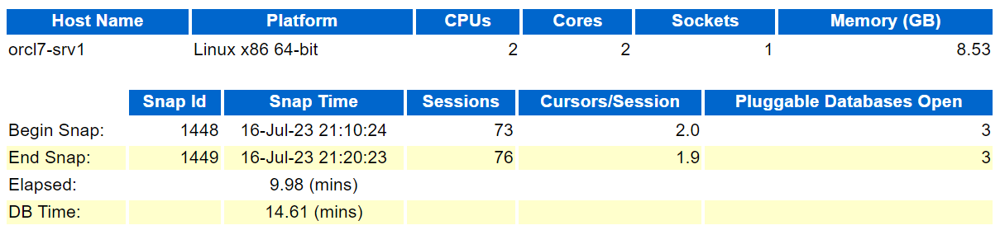 Host Name Platform CPUs Cores Sockets Memory (GB)
orcl7-srv1 Linux x86 64-bit 2 2 1 8.53
Snap Id Snap Time Sessions Cursors/Session Pluggable Databases Open
Begin Snap: 1448 16-Jul-23 21:10:24 73 2.0 3
End Snap: 1449 16-Jul-23 21:20:23 76 1.9 3
Elapsed: 9.98 (mins)
DB Time: 14.61 (mins)